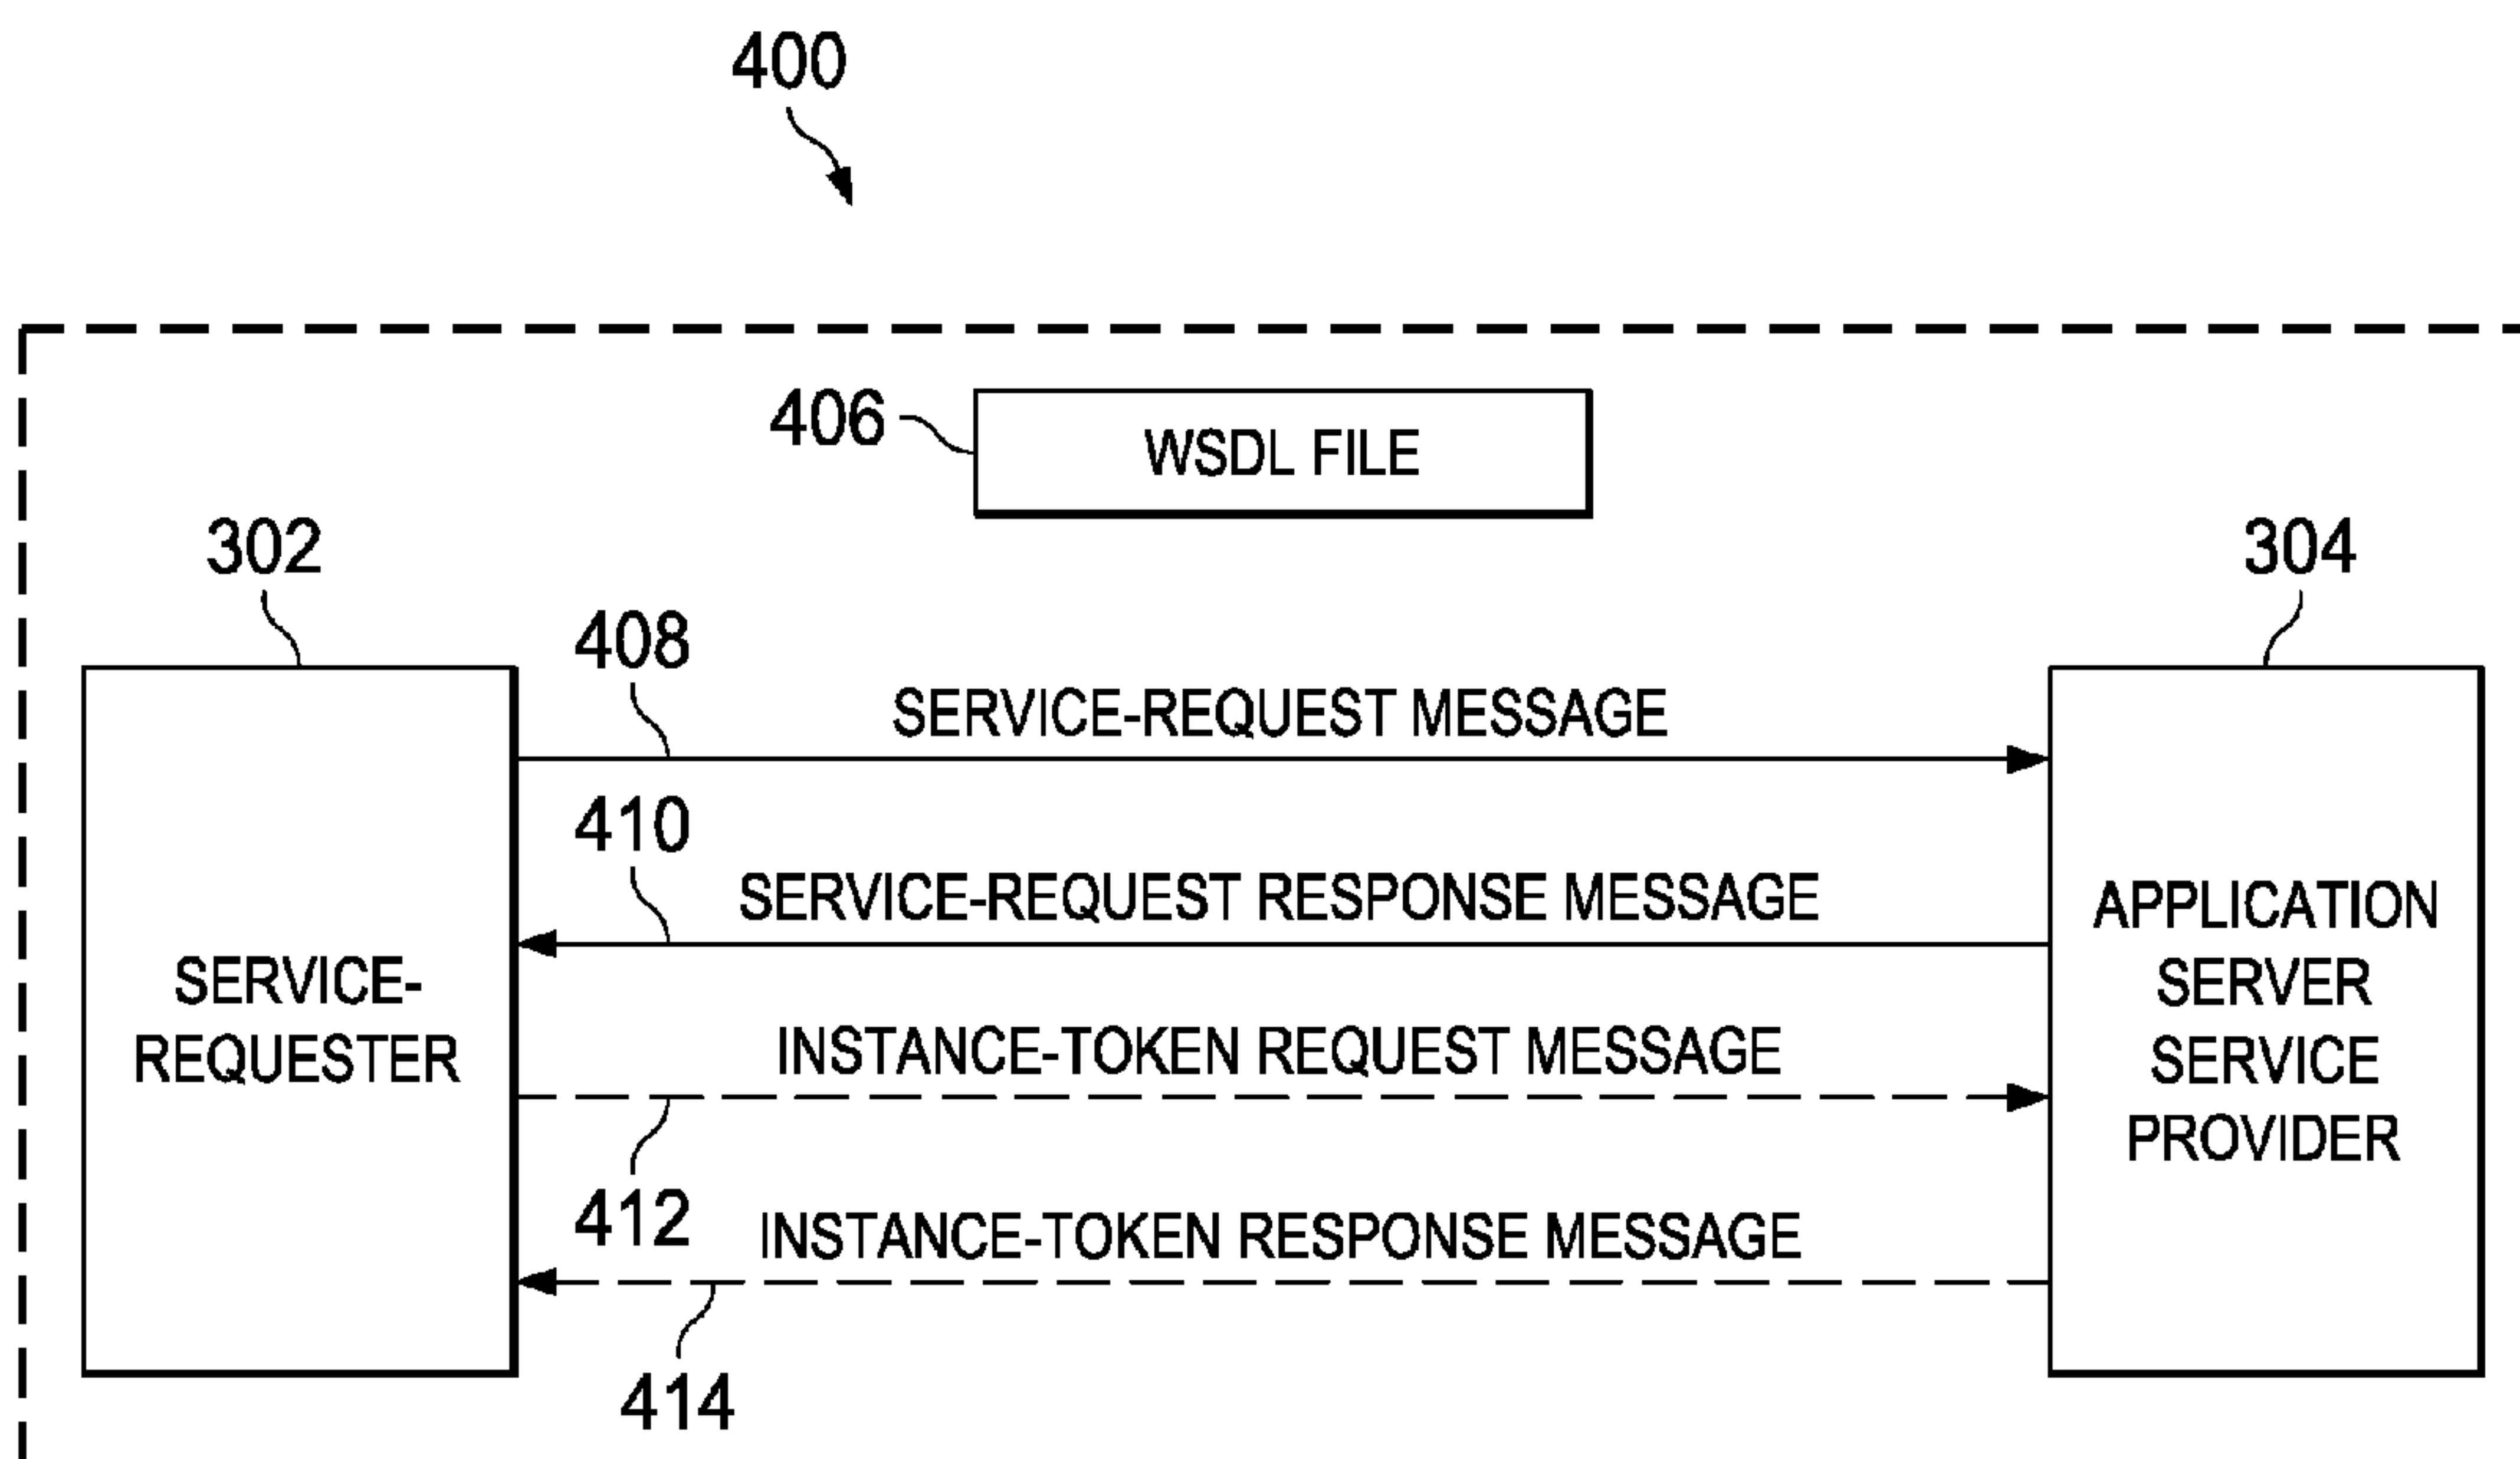 400
406
WSDL FILE
302
304
408
SERVICE-REQUEST MESSAGE
410
SERVICE-REQUEST RESPONSE MESSAGE
SERVICE-
REQUESTER
APPLICATION
SERVER
SERVICE
PROVIDER
INSTANCE-TOKEN REQUEST MESSAGE
412
INSTANCE-TOKEN RESPONSE MESSAGE
414